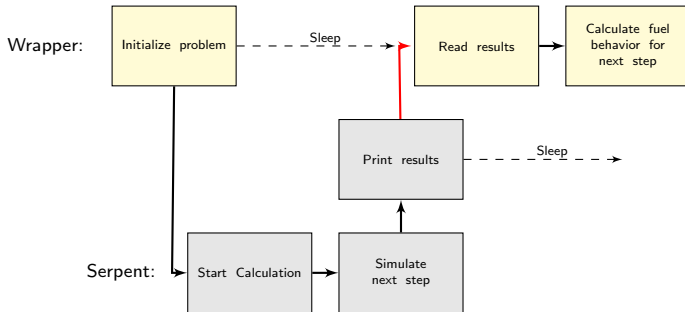 Wrapper:
Initialize problem
Sleep
Read results
Calculate fuel
behavior for
next step
Print results
Sleep
Serpent:
Start Calculation
Simulate
next step